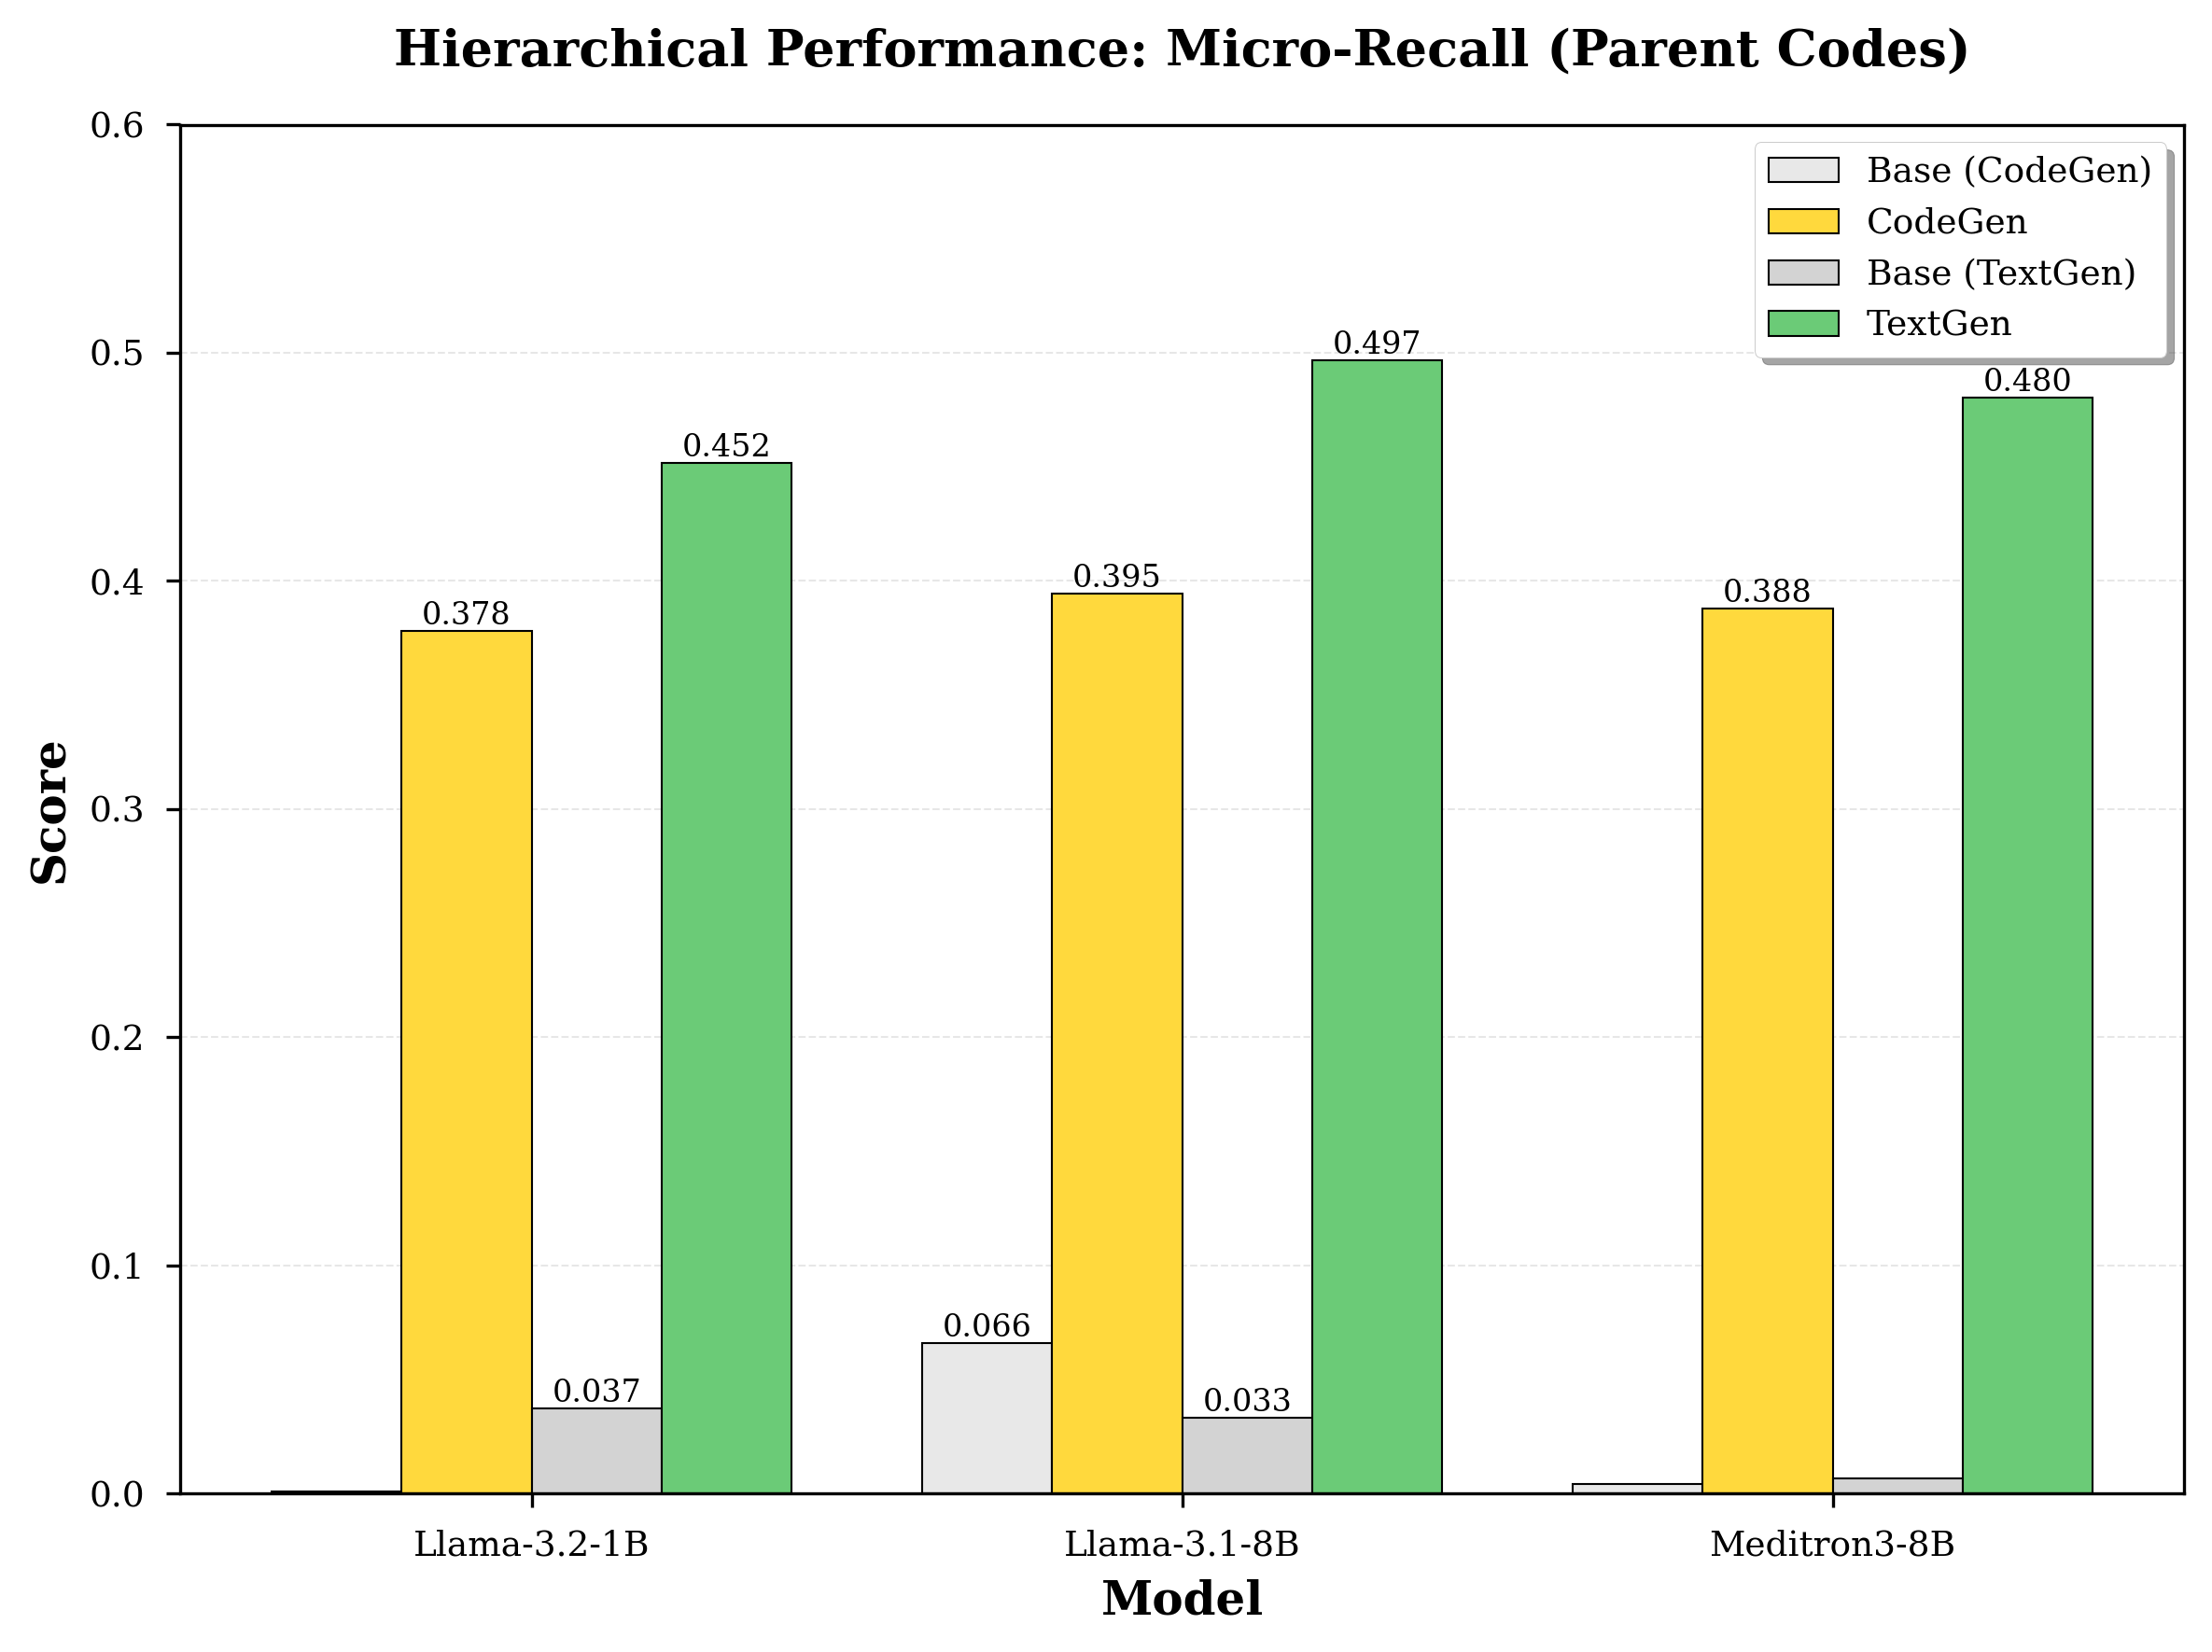 Hierarchical Performance: Micro-Recall (Parent Codes)
Base (CodeGen)
CodeGen
Base (TextGen)
TextGen
Score
0.6
0.5
0.4
0.3
0.2
0.1
0.0
0.378
0.037
0.452
0.066
0.395
0.033
0.497
0.388
0.480
Llama-3.2-1B
Llama-3.1-8B
Meditron3-8B
Model